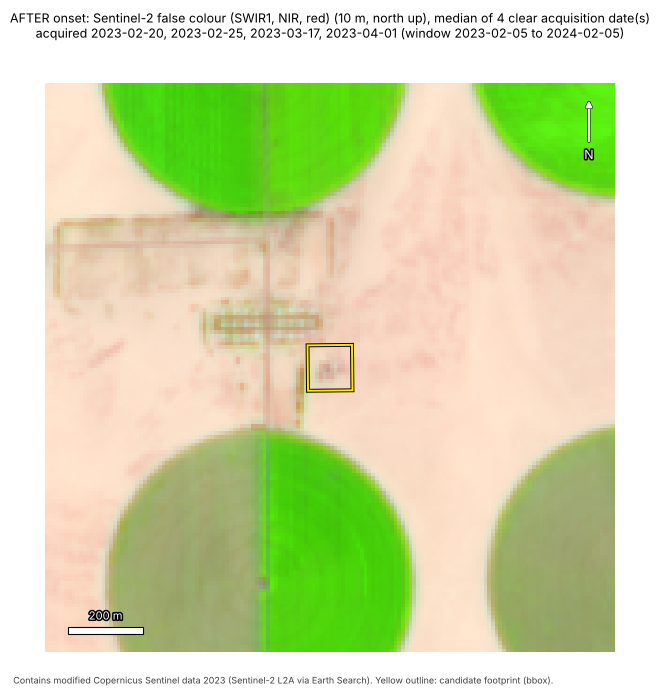 AFTER onset: Sentinel-2 false colour (SWIR1, NIR, red) (10 m, north up), median of 4 clear acquisition date(s)
acquired 2023-02-20, 2023-02-25, 2023-03-17, 2023-04-01 (window 2023-02-05 to 2024-02-05)
N
200 m
Contains modified Copernicus Sentinel data 2023 (Sentinel-2 L2A via Earth Search). Yellow outline: candidate footprint (bbox).